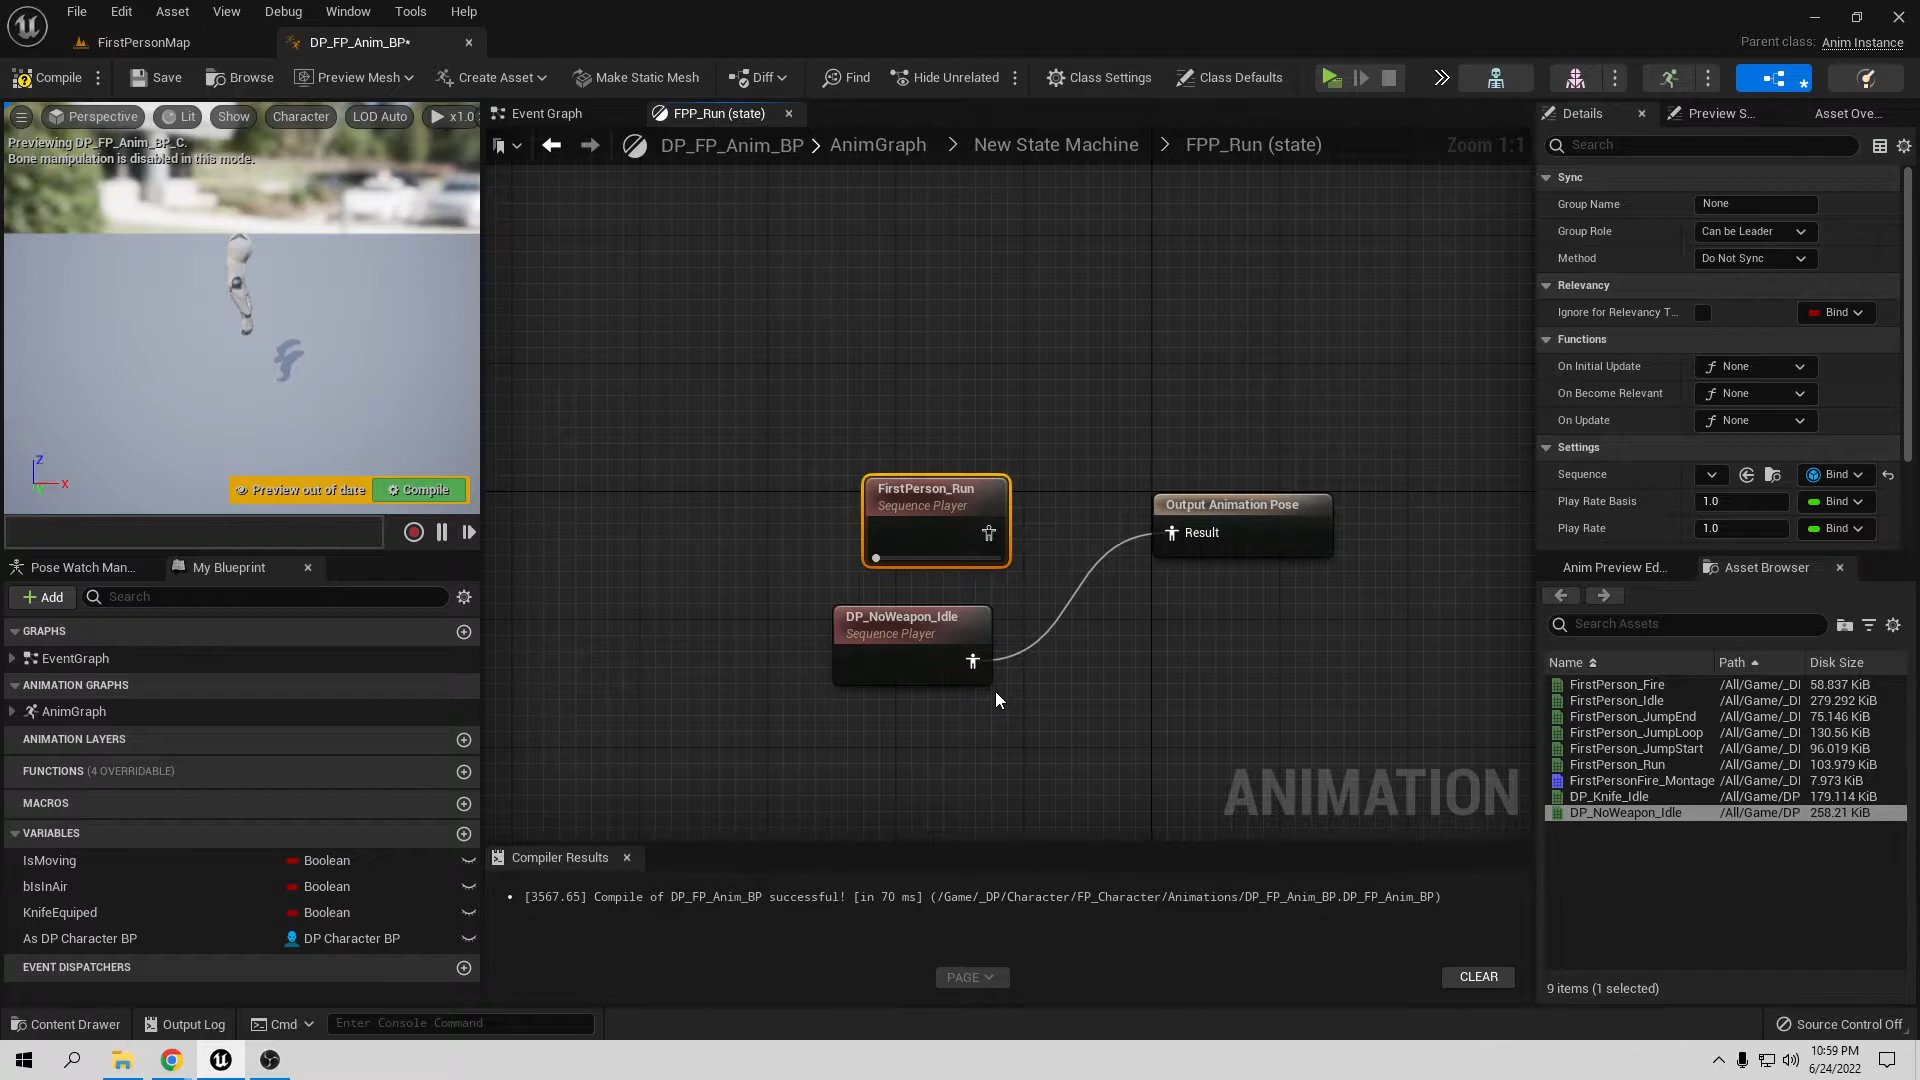 File Edit Asset View Debug Window Tools Help
FirstPersonMap
DP_FP_Anim_BP*
Parent class: Anim Instance
Compile
Save
Browse
Preview Mesh
Create Asset
Make Static Mesh
Diff
Find
Hide Unrelated
Class Settings
Class Defaults
Perspective
Lit
Show
Character
LOD Auto
x1.0
Previewing DP_FP_Anim_BP_C.
Bone manipulation is disabled in this mode.
Z
X
Preview out of date
Compile
Event Graph
FPP_Run (state)
DP_FP_Anim_BP > AnimGraph > New State Machine > FPP_Run (state)
Zoom 1:1
FirstPerson_Run
Sequence Player
DP_NoWeapon_Idle
Sequence Player
Output Animation Pose
Result
ANIMATION
Pose Watch Man...
My Blueprint
Add
Search
GRAPHS
EventGraph
ANIMATION GRAPHS
AnimGraph
ANIMATION LAYERS
FUNCTIONS (4 OVERRIDABLE)
MACROS
VARIABLES
IsMoving Boolean
bIsInAir Boolean
KnifeEquiped Boolean
As DP Character BP DP Character BP
EVENT DISPATCHERS
Compiler Results
[3567.65] Compile of DP_FP_Anim_BP successful! [in 70 ms] (/Game/_DP/Character/FP_Character/Animations/DP_FP_Anim_BP.DP_FP_Anim_BP)
PAGE
CLEAR
Details
Preview S...
Asset Ove...
Search
Sync
Group Name None
Group Role Can be Leader
Method Do Not Sync
Relevancy
Ignore for Relevancy T... Bind
Functions
On Initial Update None
On Become Relevant None
On Update None
Settings
Sequence Bind
Play Rate Basis 1.0 Bind
Play Rate 1.0 Bind
Anim Preview Ed...
Asset Browser
Search Assets
Name Path Disk Size
FirstPerson_Fire /All/Game/_DI 58.837 KiB
FirstPerson_Idle /All/Game/_DI 279.292 KiB
FirstPerson_JumpEnd /All/Game/_DI 75.146 KiB
FirstPerson_JumpLoop /All/Game/_DI 130.56 KiB
FirstPerson_JumpStart /All/Game/_DI 96.019 KiB
FirstPerson_Run /All/Game/_DI 103.979 KiB
FirstPersonFire_Montage /All/Game/_DI 7.973 KiB
DP_Knife_Idle /All/Game/DP 179.114 KiB
DP_NoWeapon_Idle /All/Game/DP 258.21 KiB
9 items (1 selected)
Content Drawer
Output Log
Cmd
Enter Console Command
Source Control Off
10:59 PM
6/24/2022